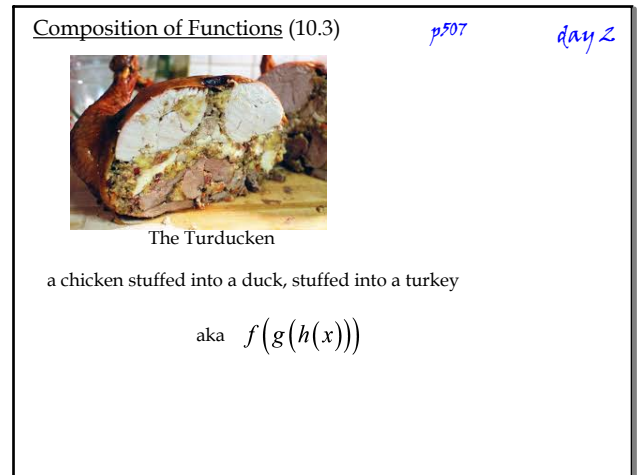 Composition of Functions (10.3) p507 day 2
The Turducken
a chicken stuffed into a duck, stuffed into a turkey
aka f(g(h(x)))